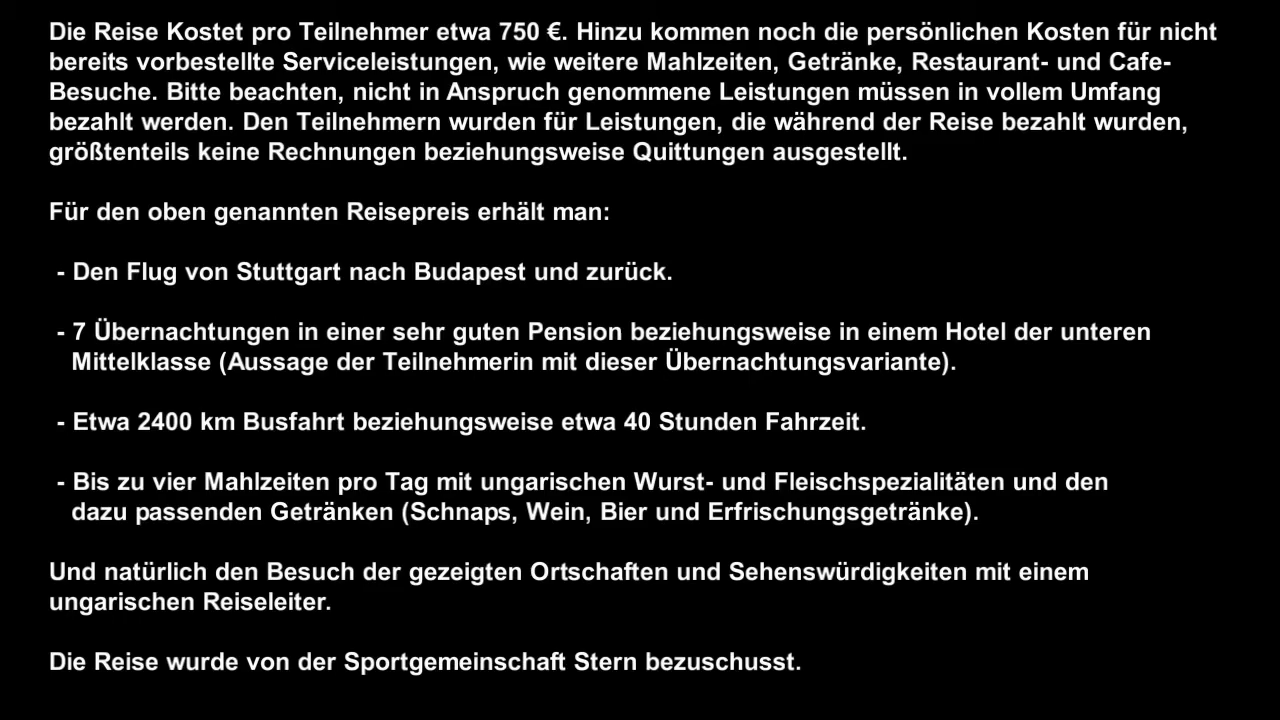 Die Reise Kostet pro Teilnehmer etwa 750 €. Hinzu kommen noch die persönlichen Kosten für nicht
bereits vorbestellte Serviceleistungen, wie weitere Mahlzeiten, Getränke, Restaurant- und Cafe-
Besuche. Bitte beachten, nicht in Anspruch genommene Leistungen müssen in vollem Umfang
bezahlt werden. Den Teilnehmern wurden für Leistungen, die während der Reise bezahlt wurden,
größtenteils keine Rechnungen beziehungsweise Quittungen ausgestellt.
Für den oben genannten Reisepreis erhält man:
- Den Flug von Stuttgart nach Budapest und zurück.
- 7 Übernachtungen in einer sehr guten Pension beziehungsweise in einem Hotel der unteren
Mittelklasse (Aussage der Teilnehmerin mit dieser Übernachtungsvariante).
- Etwa 2400 km Busfahrt beziehungsweise etwa 40 Stunden Fahrzeit.
- Bis zu vier Mahlzeiten pro Tag mit ungarischen Wurst- und Fleischspezialitäten und den
dazu passenden Getränken (Schnaps, Wein, Bier und Erfrischungsgetränke).
Und natürlich den Besuch der gezeigten Ortschaften und Sehenswürdigkeiten mit einem
ungarischen Reiseleiter.
Die Reise wurde von der Sportgemeinschaft Stern bezuschusst.